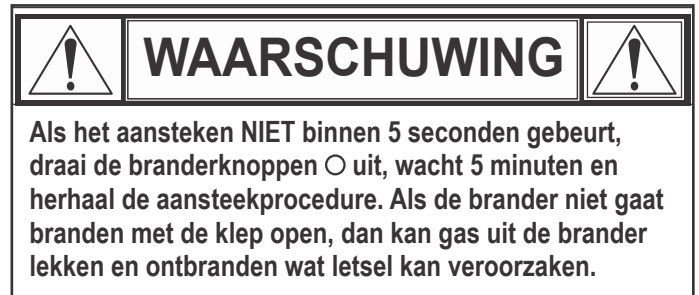 WAARSCHUWING
Als het aansteken NIET binnen 5 seconden gebeurt,
draai de branderknoppen O uit, wacht 5 minuten en
herhaal de aansteekprocedure. Als de brander niet gaat
branden met de klep open, dan kan gas uit de brander
lekken en ontbranden wat letsel kan veroorzaken.